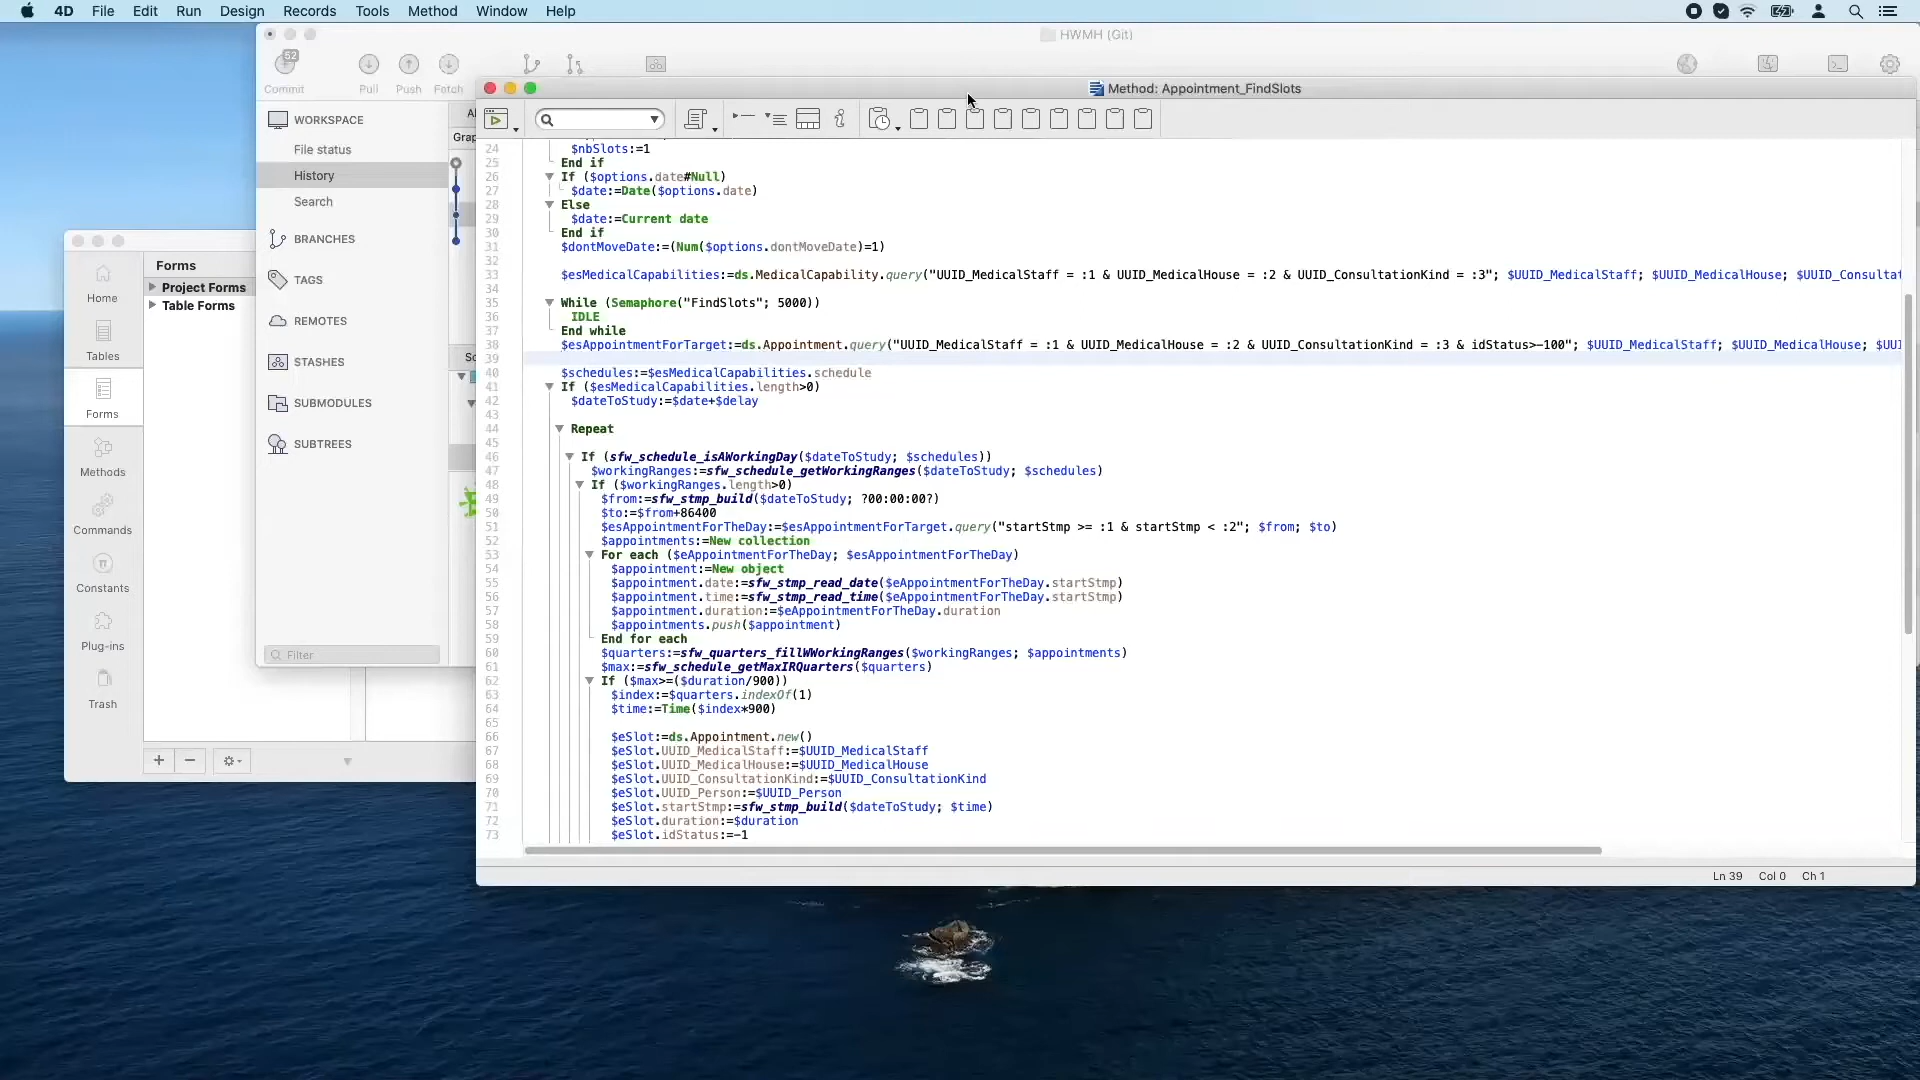 4D File Edit Run Design Records Tools Method Window Help
HWMH (Git)
52
Commit Pull Push Fetch
Method: Appointment_FindSlots
WORKSPACE
File status
History
Search
BRANCHES
TAGS
REMOTES
STASHES
SUBMODULES
SUBTREES
Filter
Home
Tables
Forms
Methods
Commands
Constants
Plug-ins
Trash
Forms
Project Forms
Table Forms
24 $nbSlots:=1
25 End if
26 If ($options.date#Null)
27 $date:=Date($options.date)
28 Else
29 $date:=Current date
30 End if
31 $dontMoveDate:=(Num($options.dontMoveDate)=1)
32
33 $esMedicalCapabilities:=ds.MedicalCapability.query("UUID_MedicalStaff = :1 & UUID_MedicalHouse = :2 & UUID_ConsultationKind = :3"; $UUID_MedicalStaff; $UUID_MedicalHouse; $UUID_Consultat
34
35 While (Semaphore("FindSlots"; 5000))
36 IDLE
37 End while
38 $esAppointmentForTarget:=ds.Appointment.query("UUID_MedicalStaff = :1 & UUID_MedicalHouse = :2 & UUID_ConsultationKind = :3 & idStatus>-100"; $UUID_MedicalStaff; $UUID_MedicalHouse; $UU
39
40 $schedules:=$esMedicalCapabilities.schedule
41 If ($esMedicalCapabilities.length>0)
42 $dateToStudy:=$date+$delay
43
44 Repeat
45
46 If (sfw_schedule_isAWorkingDay($dateToStudy; $schedules))
47 $workingRanges:=sfw_schedule_getWorkingRanges($dateToStudy; $schedules)
48 If ($workingRanges.length>0)
49 $from:=sfw_stmp_build($dateToStudy; ?00:00:00?)
50 $to:=$from+86400
51 $esAppointmentForTheDay:=$esAppointmentForTarget.query("startStmp >= :1 & startStmp < :2"; $from; $to)
52 $appointments:=New collection
53 For each ($eAppointmentForTheDay; $esAppointmentForTheDay)
54 $appointment:=New object
55 $appointment.date:=sfw_stmp_read_date($eAppointmentForTheDay.startStmp)
56 $appointment.time:=sfw_stmp_read_time($eAppointmentForTheDay.startStmp)
57 $appointment.duration:=$eAppointmentForTheDay.duration
58 $appointments.push($appointment)
59 End for each
60 $quarters:=sfw_quarters_fillWWorkingRanges($workingRanges; $appointments)
61 $max:=sfw_schedule_getMaxIRQuarters($quarters)
62 If ($max>=($duration/900))
63 $index:=$quarters.indexOf(1)
64 $time:=Time($index*900)
65
66 $eSlot:=ds.Appointment.new()
67 $eSlot.UUID_MedicalStaff:=$UUID_MedicalStaff
68 $eSlot.UUID_MedicalHouse:=$UUID_MedicalHouse
69 $eSlot.UUID_ConsultationKind:=$UUID_ConsultationKind
70 $eSlot.UUID_Person:=$UUID_Person
71 $eSlot.startStmp:=sfw_stmp_build($dateToStudy; $time)
72 $eSlot.duration:=$duration
73 $eSlot.idStatus:=-1
Ln 39 Col 0 Ch 1